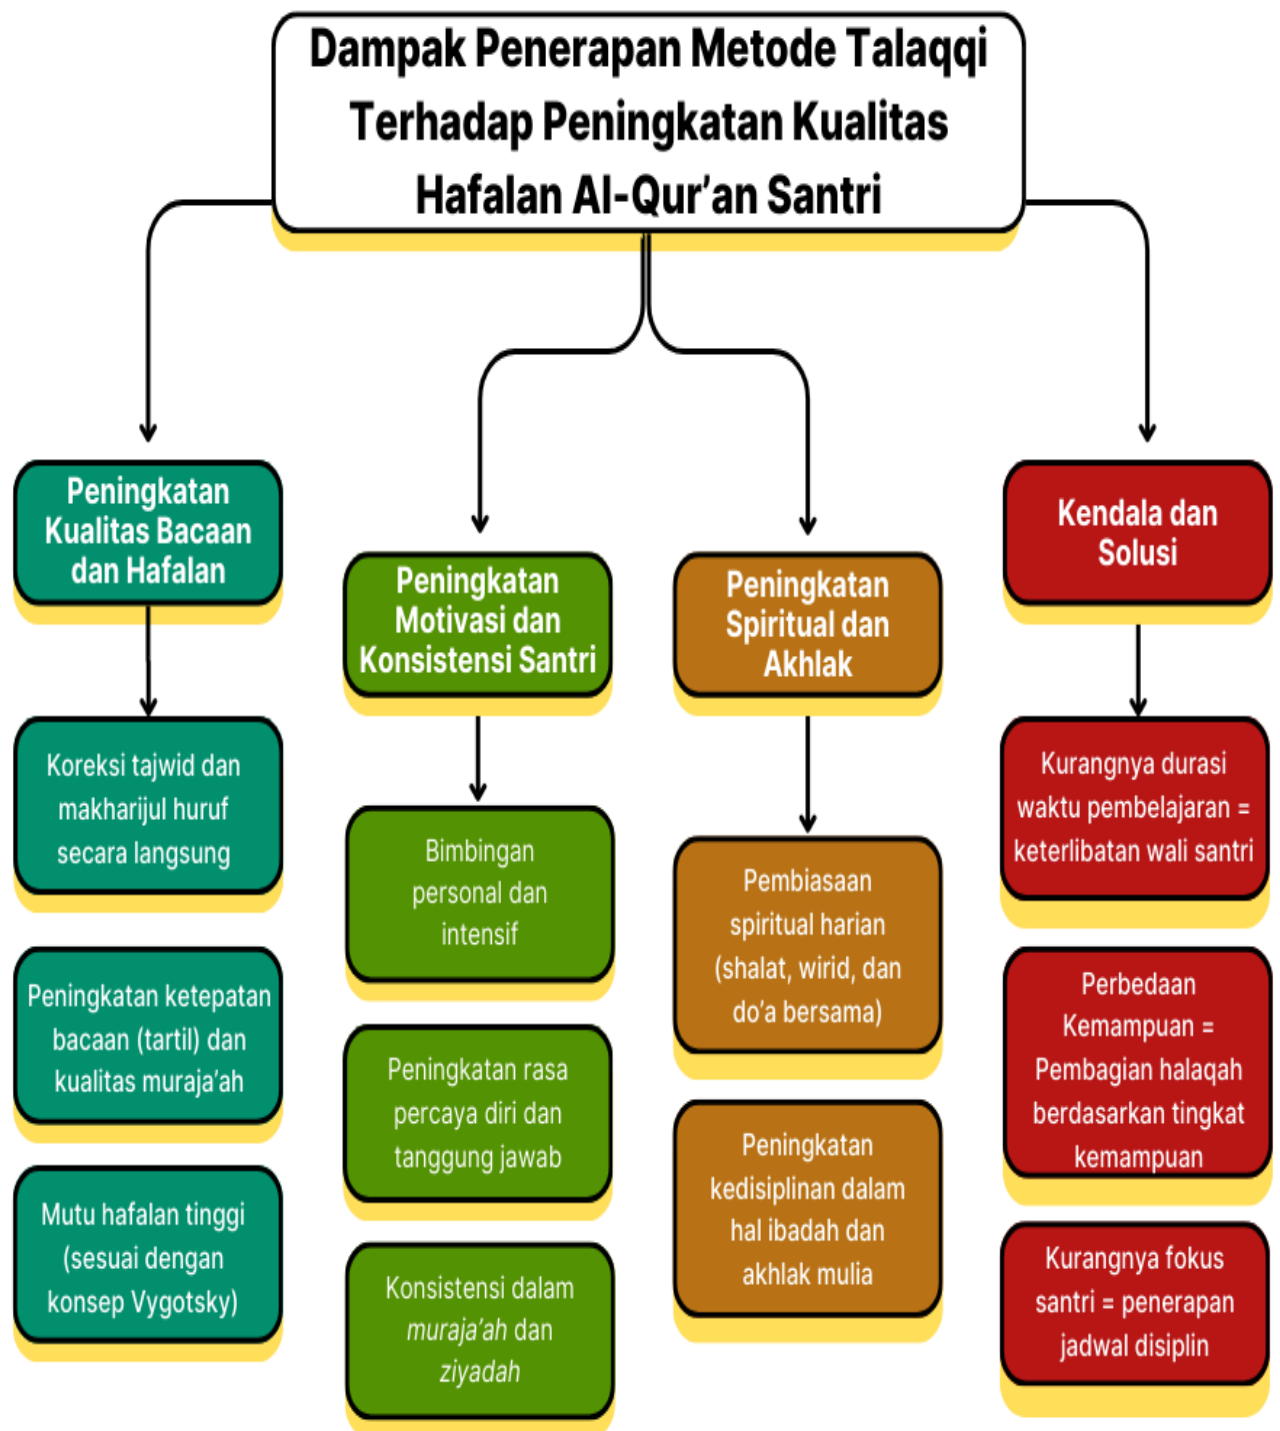 Dampak Penerapan Metode Talaqqi
Terhadap Peningkatan Kualitas
Hafalan Al-Qur’an Santri
Peningkatan
Kualitas Bacaan
dan Hafalan
Koreksi tajwid dan
makharijul huruf
secara langsung
Peningkatan ketepatan
bacaan (tartil) dan
kualitas muraja’ah
Mutu hafalan tinggi
(sesuai dengan
konsep Vygotsky)
Peningkatan
Motivasi dan
Konsistensi Santri
Bimbingan
personal dan
intensif
Peningkatan rasa
percaya diri dan
tanggung jawab
Konsistensi dalam
muraja’ah dan
ziyadah
Peningkatan
Spiritual dan
Akhlak
Pembiasaan
spiritual harian
(shalat, wirid, dan
do’a bersama)
Peningkatan
kedisiplinan dalam
hal ibadah dan
akhlak mulia
Kendala dan
Solusi
Kurangnya durasi
waktu pembelajaran =
keterlibatan wali santri
Perbedaan
Kemampuan =
Pembagian halaqah
berdasarkan tingkat
kemampuan
Kurangnya fokus
santri = penerapan
jadwal disiplin